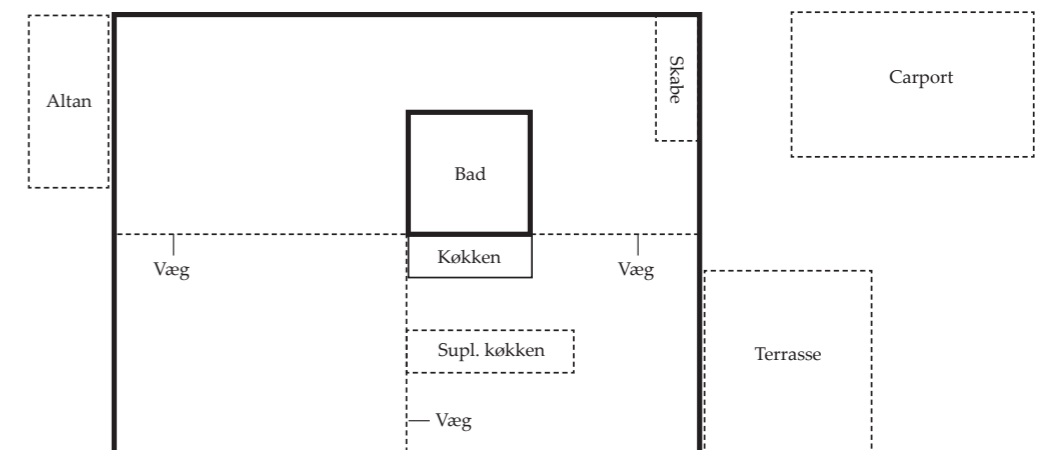 Altan
Skabe
Carport
Bad
Køkken
Væg
Væg
Supl. køkken
Terrasse
Væg